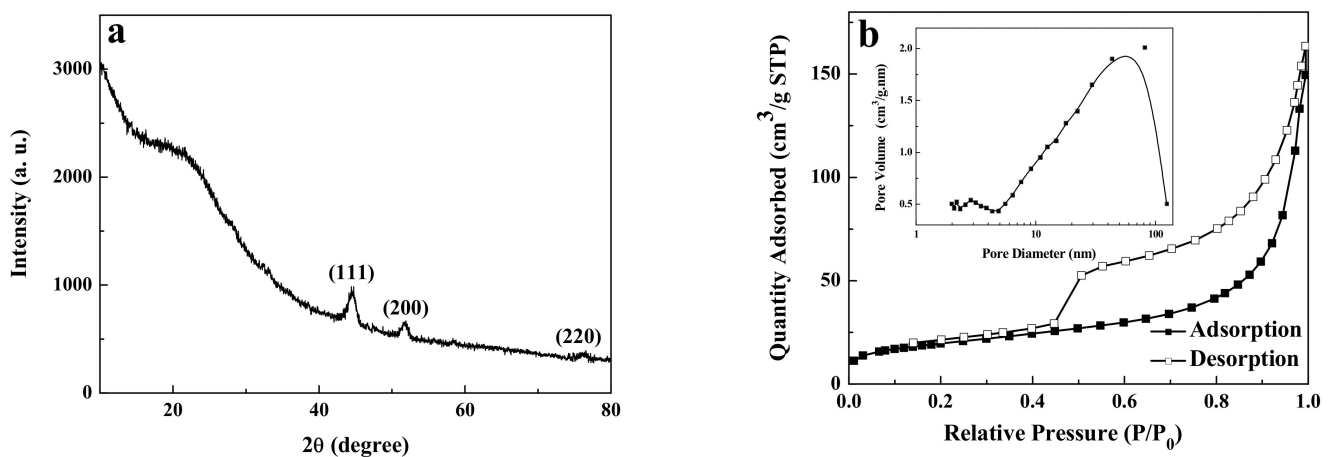 a
3000
2000
1000
0
Intensity (a. u.)
(111)
(200)
(220)
20
40
60
80
2θ (degree)
b
150
100
50
0
Quantity Adsorbed (cm³/g STP)
2.0
1.5
1.0
0.5
Pore Volume (cm³/g.nm)
1
10
100
Pore Diameter (nm)
Adsorption
Desorption
0.0
0.2
0.4
0.6
0.8
1.0
Relative Pressure (P/P₀)